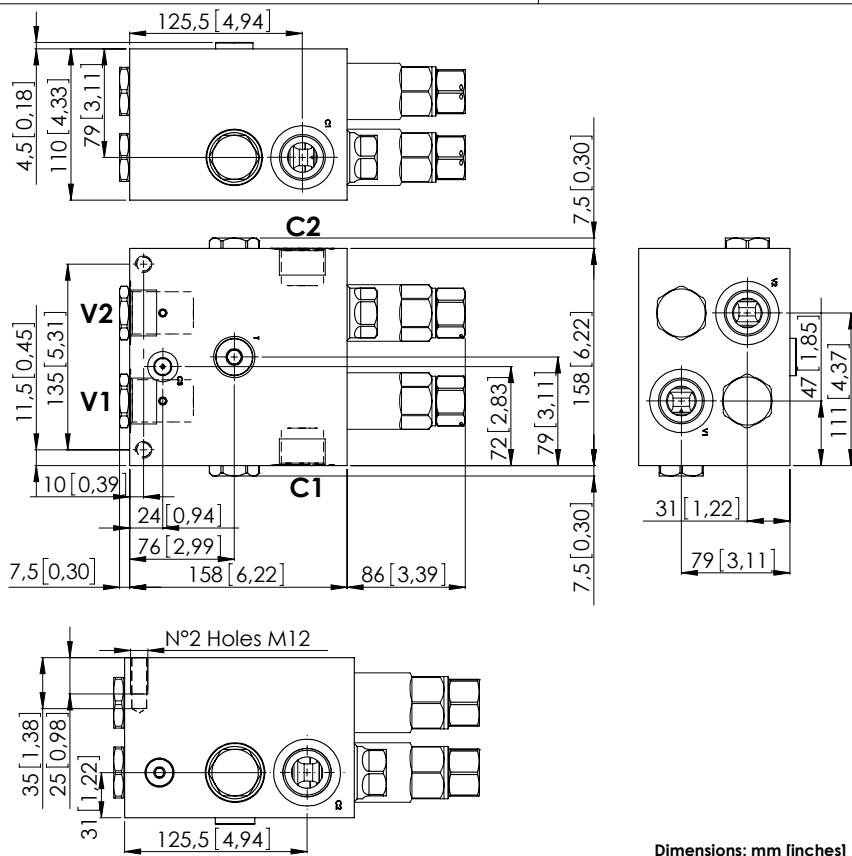 125,5 [4,94]
4,5 [0,18]
110 [4,33]
79 [3,11]
C1
7,5 [0,30]
C2
V2
V1
T
11,5 [0,45]
135 [5,31]
72 [2,83]
79 [3,11]
158 [6,22]
C1
10 [0,39]
24 [0,94]
76 [2,99]
7,5 [0,30]
158 [6,22]
86 [3,39]
7,5 [0,30]
V2
V1
47 [1,85]
111 [4,37]
31 [1,22]
79 [3,11]
N°2 Holes M12
35 [1,38]
25 [0,98]
31 [1,22]
C2
125,5 [4,94]
Dimensions: mm [inches]